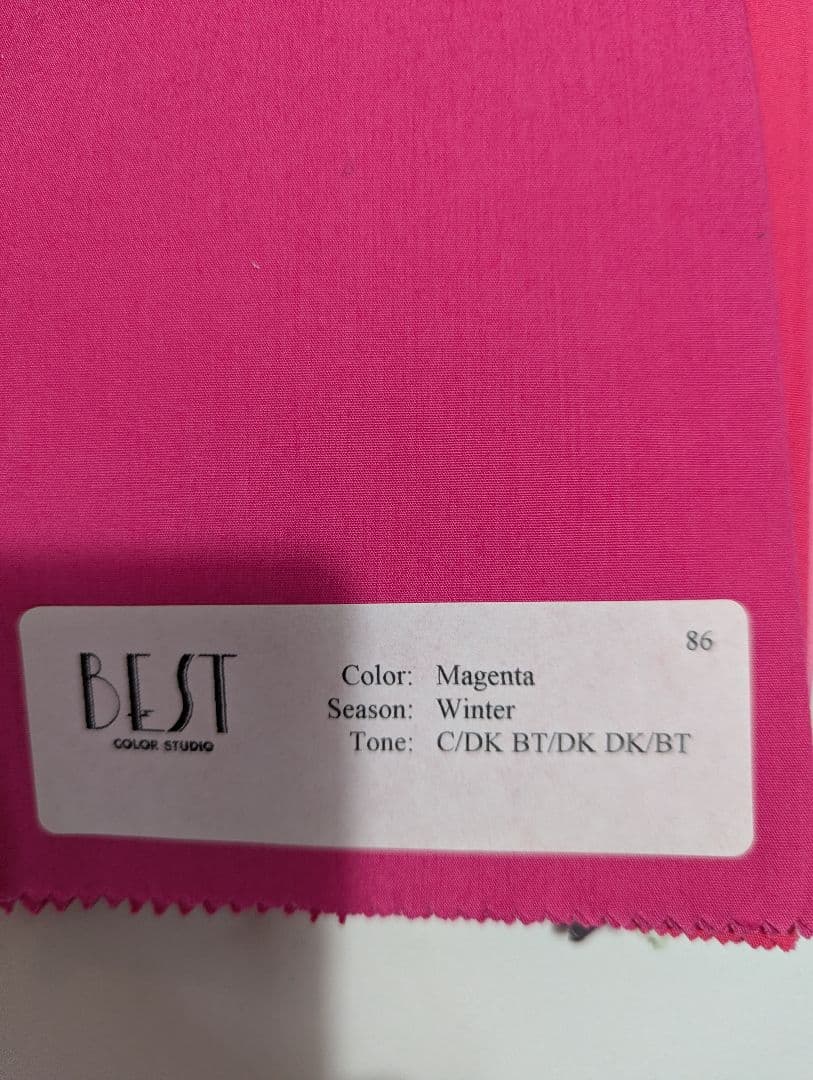 86
BEST
COLOR STUDIO
Color: Magenta
Season: Winter
Tone: C/DK BT/DK DK/BT